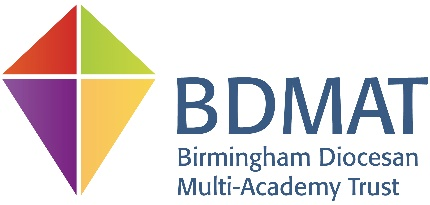 BDMAT
Birmingham Diocesan
Multi-Academy Trust